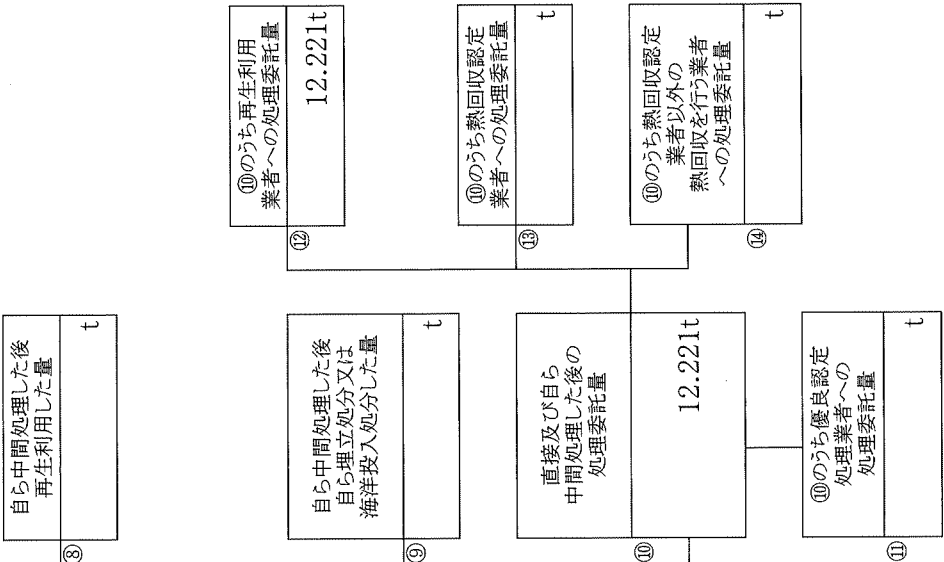 ⑧
自ら中間処理した後
再生利用した量
t
⑨
自ら中間処理した後
自ら埋立処分又は
海洋投入処分した量
t
⑩
直接及び自ら
中間処理した後の
処理委託量
12.221t
⑪
⑩のうち優良認定
処理業者への
処理委託量
t
⑫
⑩のうち再生利用
業者への処理委託量
12.221t
⑬
⑩のうち熱回収認定
業者への処理委託量
t
⑭
⑩のうち熱回収認定
業者以外の
熱回収を行う業者
への処理委託量
t